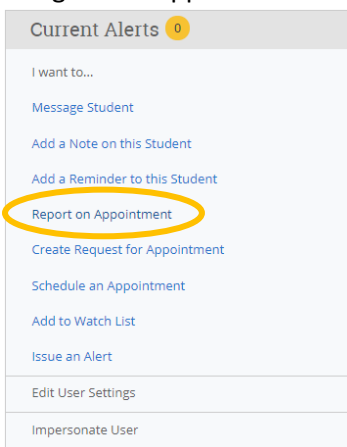 Current Alerts 0
I want to...
Message Student
Add a Note on this Student
Add a Reminder to this Student
Report on Appointment
Create Request for Appointment
Schedule an Appointment
Add to Watch List
Issue an Alert
Edit User Settings
Impersonate User